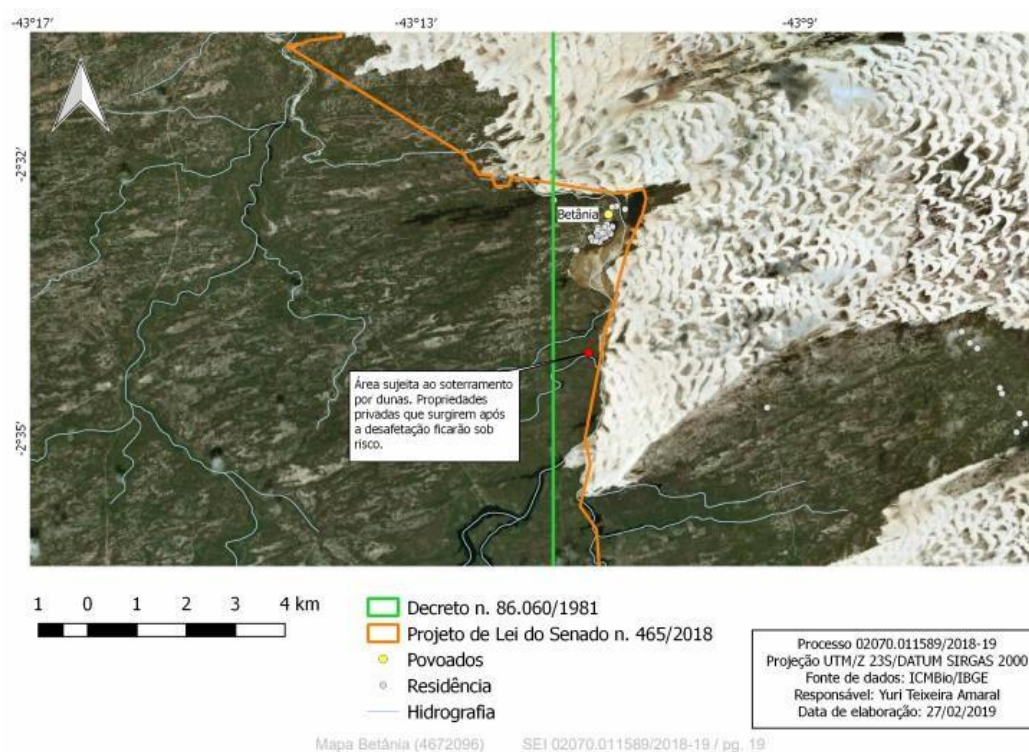 -43°17'
-43°13'
-43°9'
-2°32'
Betânia
Área sujeita ao soterramento
por dunas. Propriedades
privadas que surgirem após
a desafetação ficarão sob
risco.
-2°35'
1 0 1 2 3 4 km
Decreto n. 86.060/1981
Projeto de Lei do Senado n. 465/2018
Povoados
Residência
Hidrografia
Processo 02070.011589/2018-19
Projeção UTM/Z 23S/DATUM SIRGAS 2000
Fonte de dados: ICMBio/IBGE
Responsável: Yuri Teixeira Amaral
Data de elaboração: 27/02/2019
Mapa Betânia (4672096) SEI 02070.011589/2018-19 / pg. 19